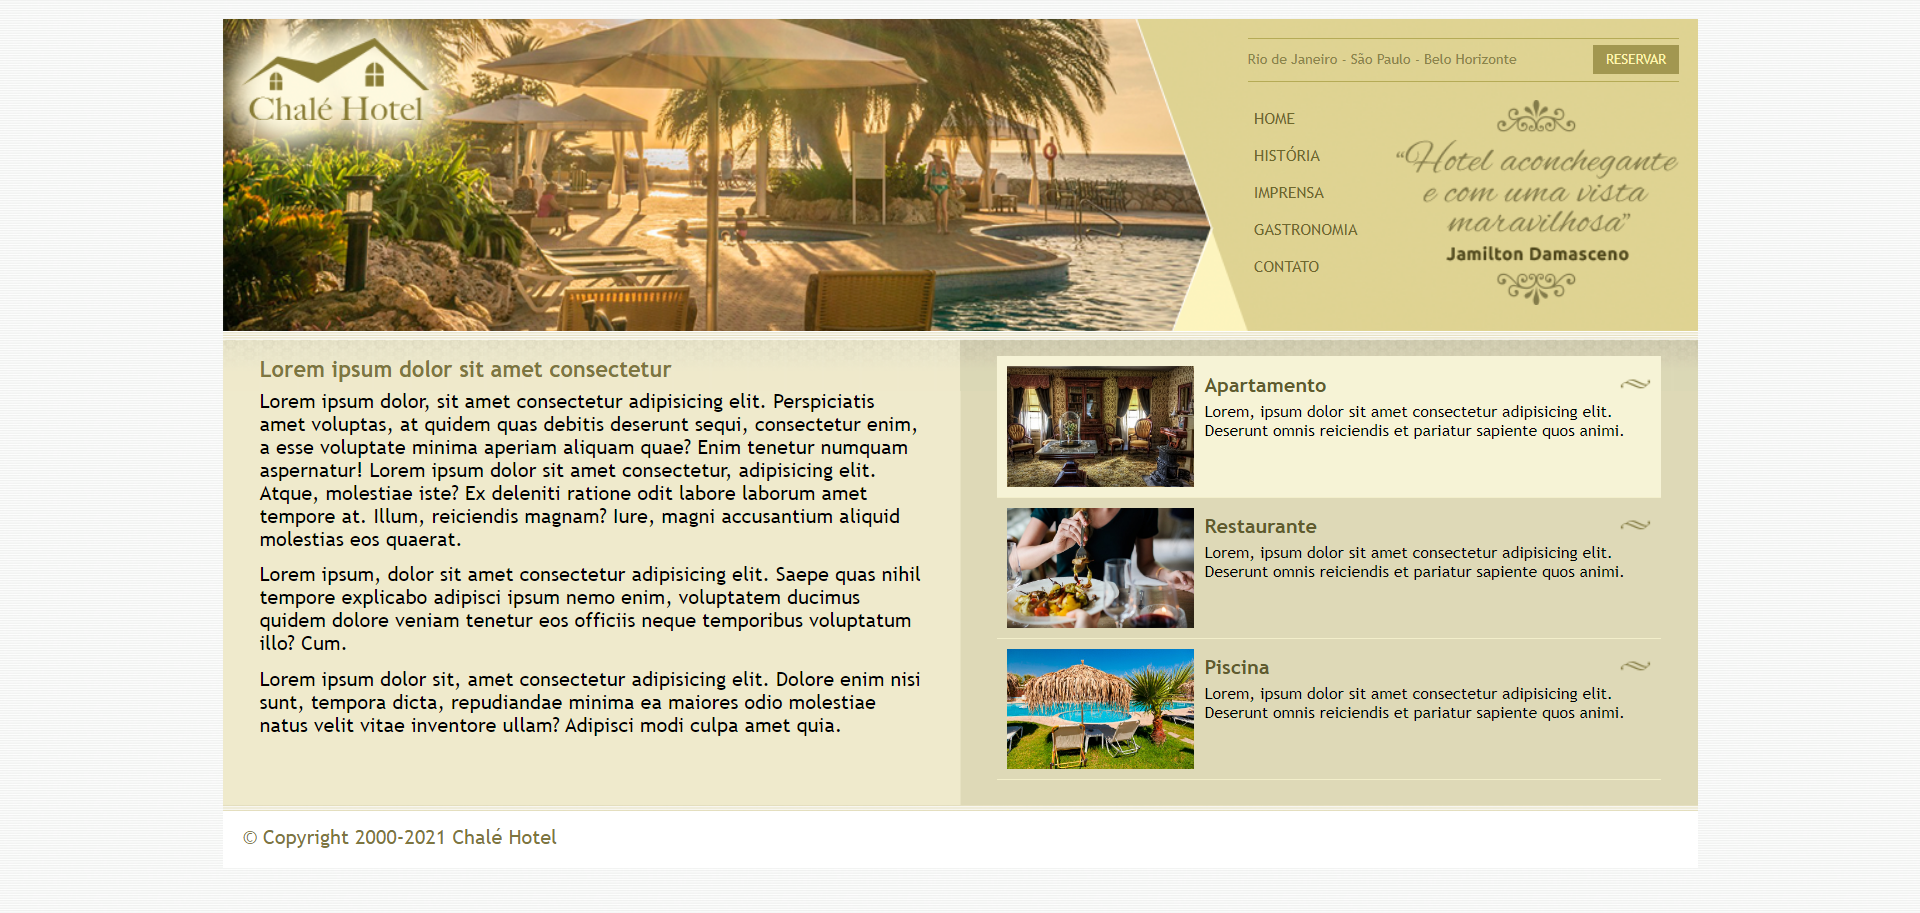 Chalé Hotel
Rio de Janeiro - São Paulo - Belo Horizonte
RESERVAR
HOME
HISTÓRIA
IMPRENSA
GASTRONOMIA
CONTATO
“Hotel aconchegante
e com uma vista
maravilhosa”
Jamilton Damasceno
Lorem ipsum dolor sit amet consectetur
Lorem ipsum dolor, sit amet consectetur adipisicing elit. Perspiciatis
amet voluptas, at quidem quas debitis deserunt sequi, consectetur enim,
a esse voluptate minima aperiam aliquam quae? Enim tenetur numquam
aspernatur! Lorem ipsum dolor sit amet consectetur, adipisicing elit.
Atque, molestiae iste? Ex deleniti ratione odit labore laborum amet
tempore at. Illum, reiciendis magnam? Iure, magni accusantium aliquid
molestias eos quaerat.
Lorem ipsum, dolor sit amet consectetur adipisicing elit. Saepe quas nihil
tempore explicabo adipisci ipsum nemo enim, voluptatem ducimus
quidem dolore veniam tenetur eos officiis neque temporibus voluptatum
illo? Cum.
Lorem ipsum dolor sit, amet consectetur adipisicing elit. Dolore enim nisi
sunt, tempora dicta, repudiandae minima ea maiores odio molestiae
natus velit vitae inventore ullam? Adipisci modi culpa amet quia.
Apartamento
Lorem, ipsum dolor sit amet consectetur adipisicing elit.
Deserunt omnis reiciendis et pariatur sapiente quos animi.
Restaurante
Lorem, ipsum dolor sit amet consectetur adipisicing elit.
Deserunt omnis reiciendis et pariatur sapiente quos animi.
Piscina
Lorem, ipsum dolor sit amet consectetur adipisicing elit.
Deserunt omnis reiciendis et pariatur sapiente quos animi.
© Copyright 2000-2021 Chalé Hotel